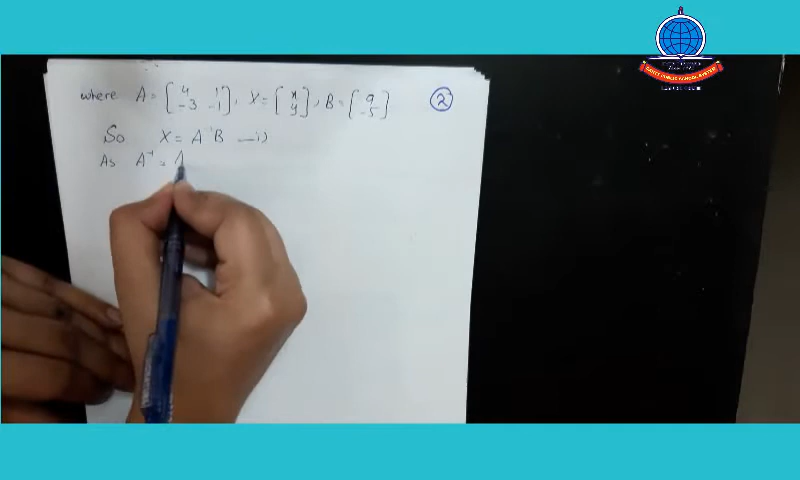 where A = [ 4 1 -3 -1 ], X = [ x y ], B = [ 9 -5 ] ②
So X = A⁻¹B —i)
As A⁻¹ = A